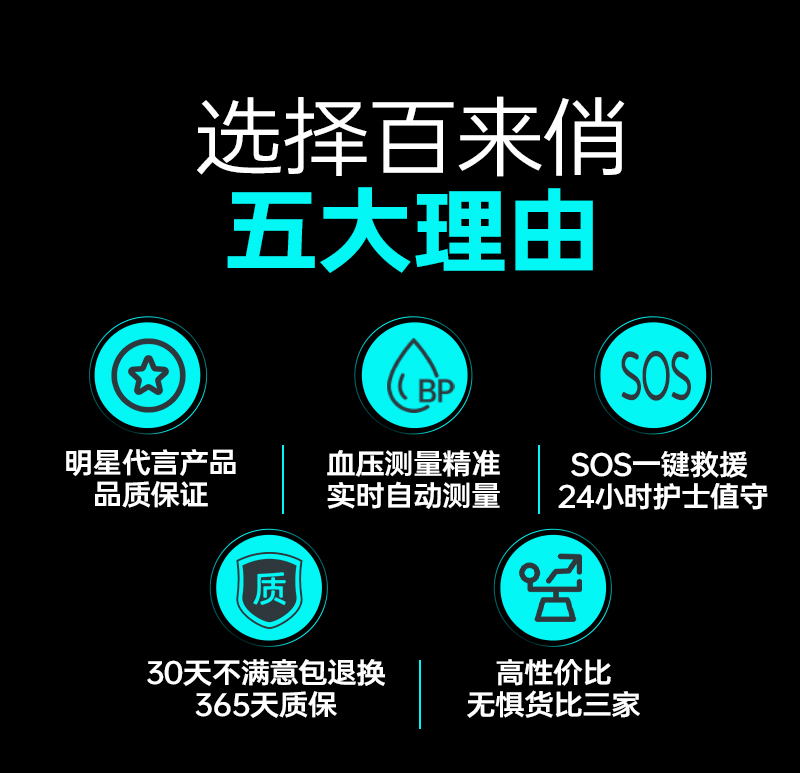 选择百来俏
五大理由
BP
SOS
明星代言产品
品质保证
血压测量精准
实时自动测量
SOS一键救援
24小时护士值守
质
30天不满意包退换
365天质保
高性价比
无惧货比三家